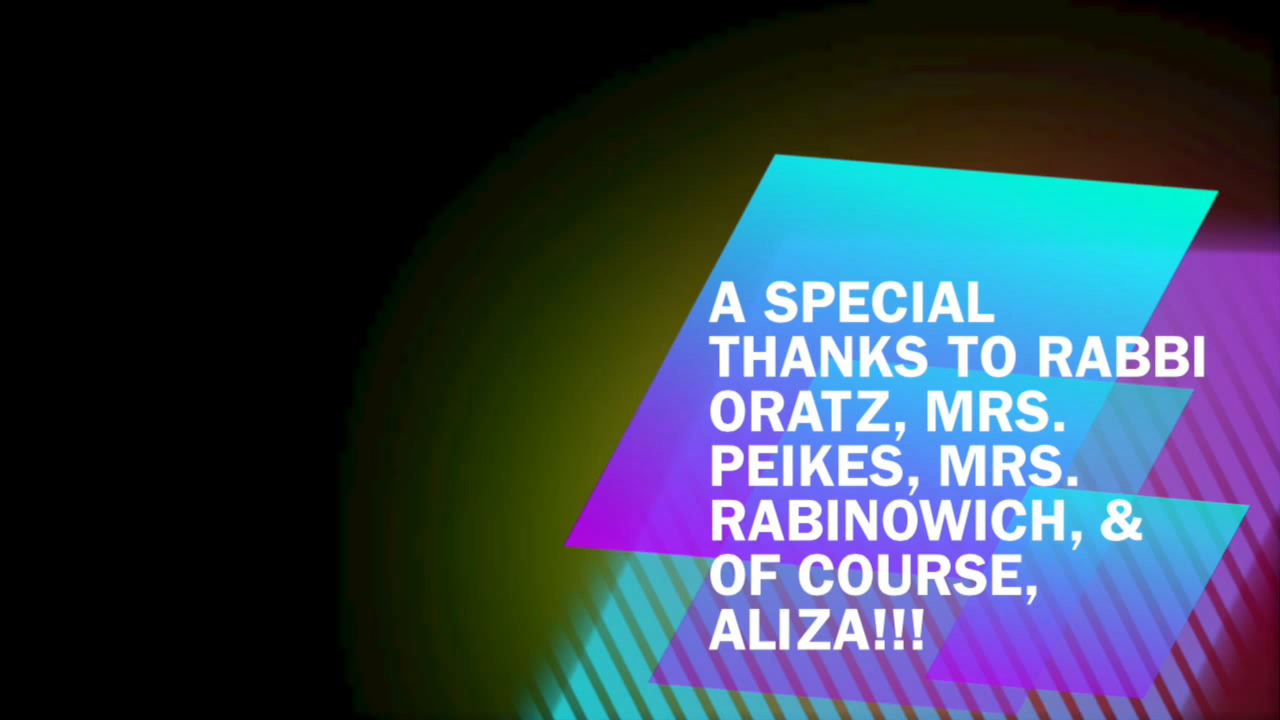 A SPECIAL
THANKS TO RABBI
ORATZ, MRS.
PEIKES, MRS.
RABINOWICH, &
OF COURSE,
ALIZA!!!